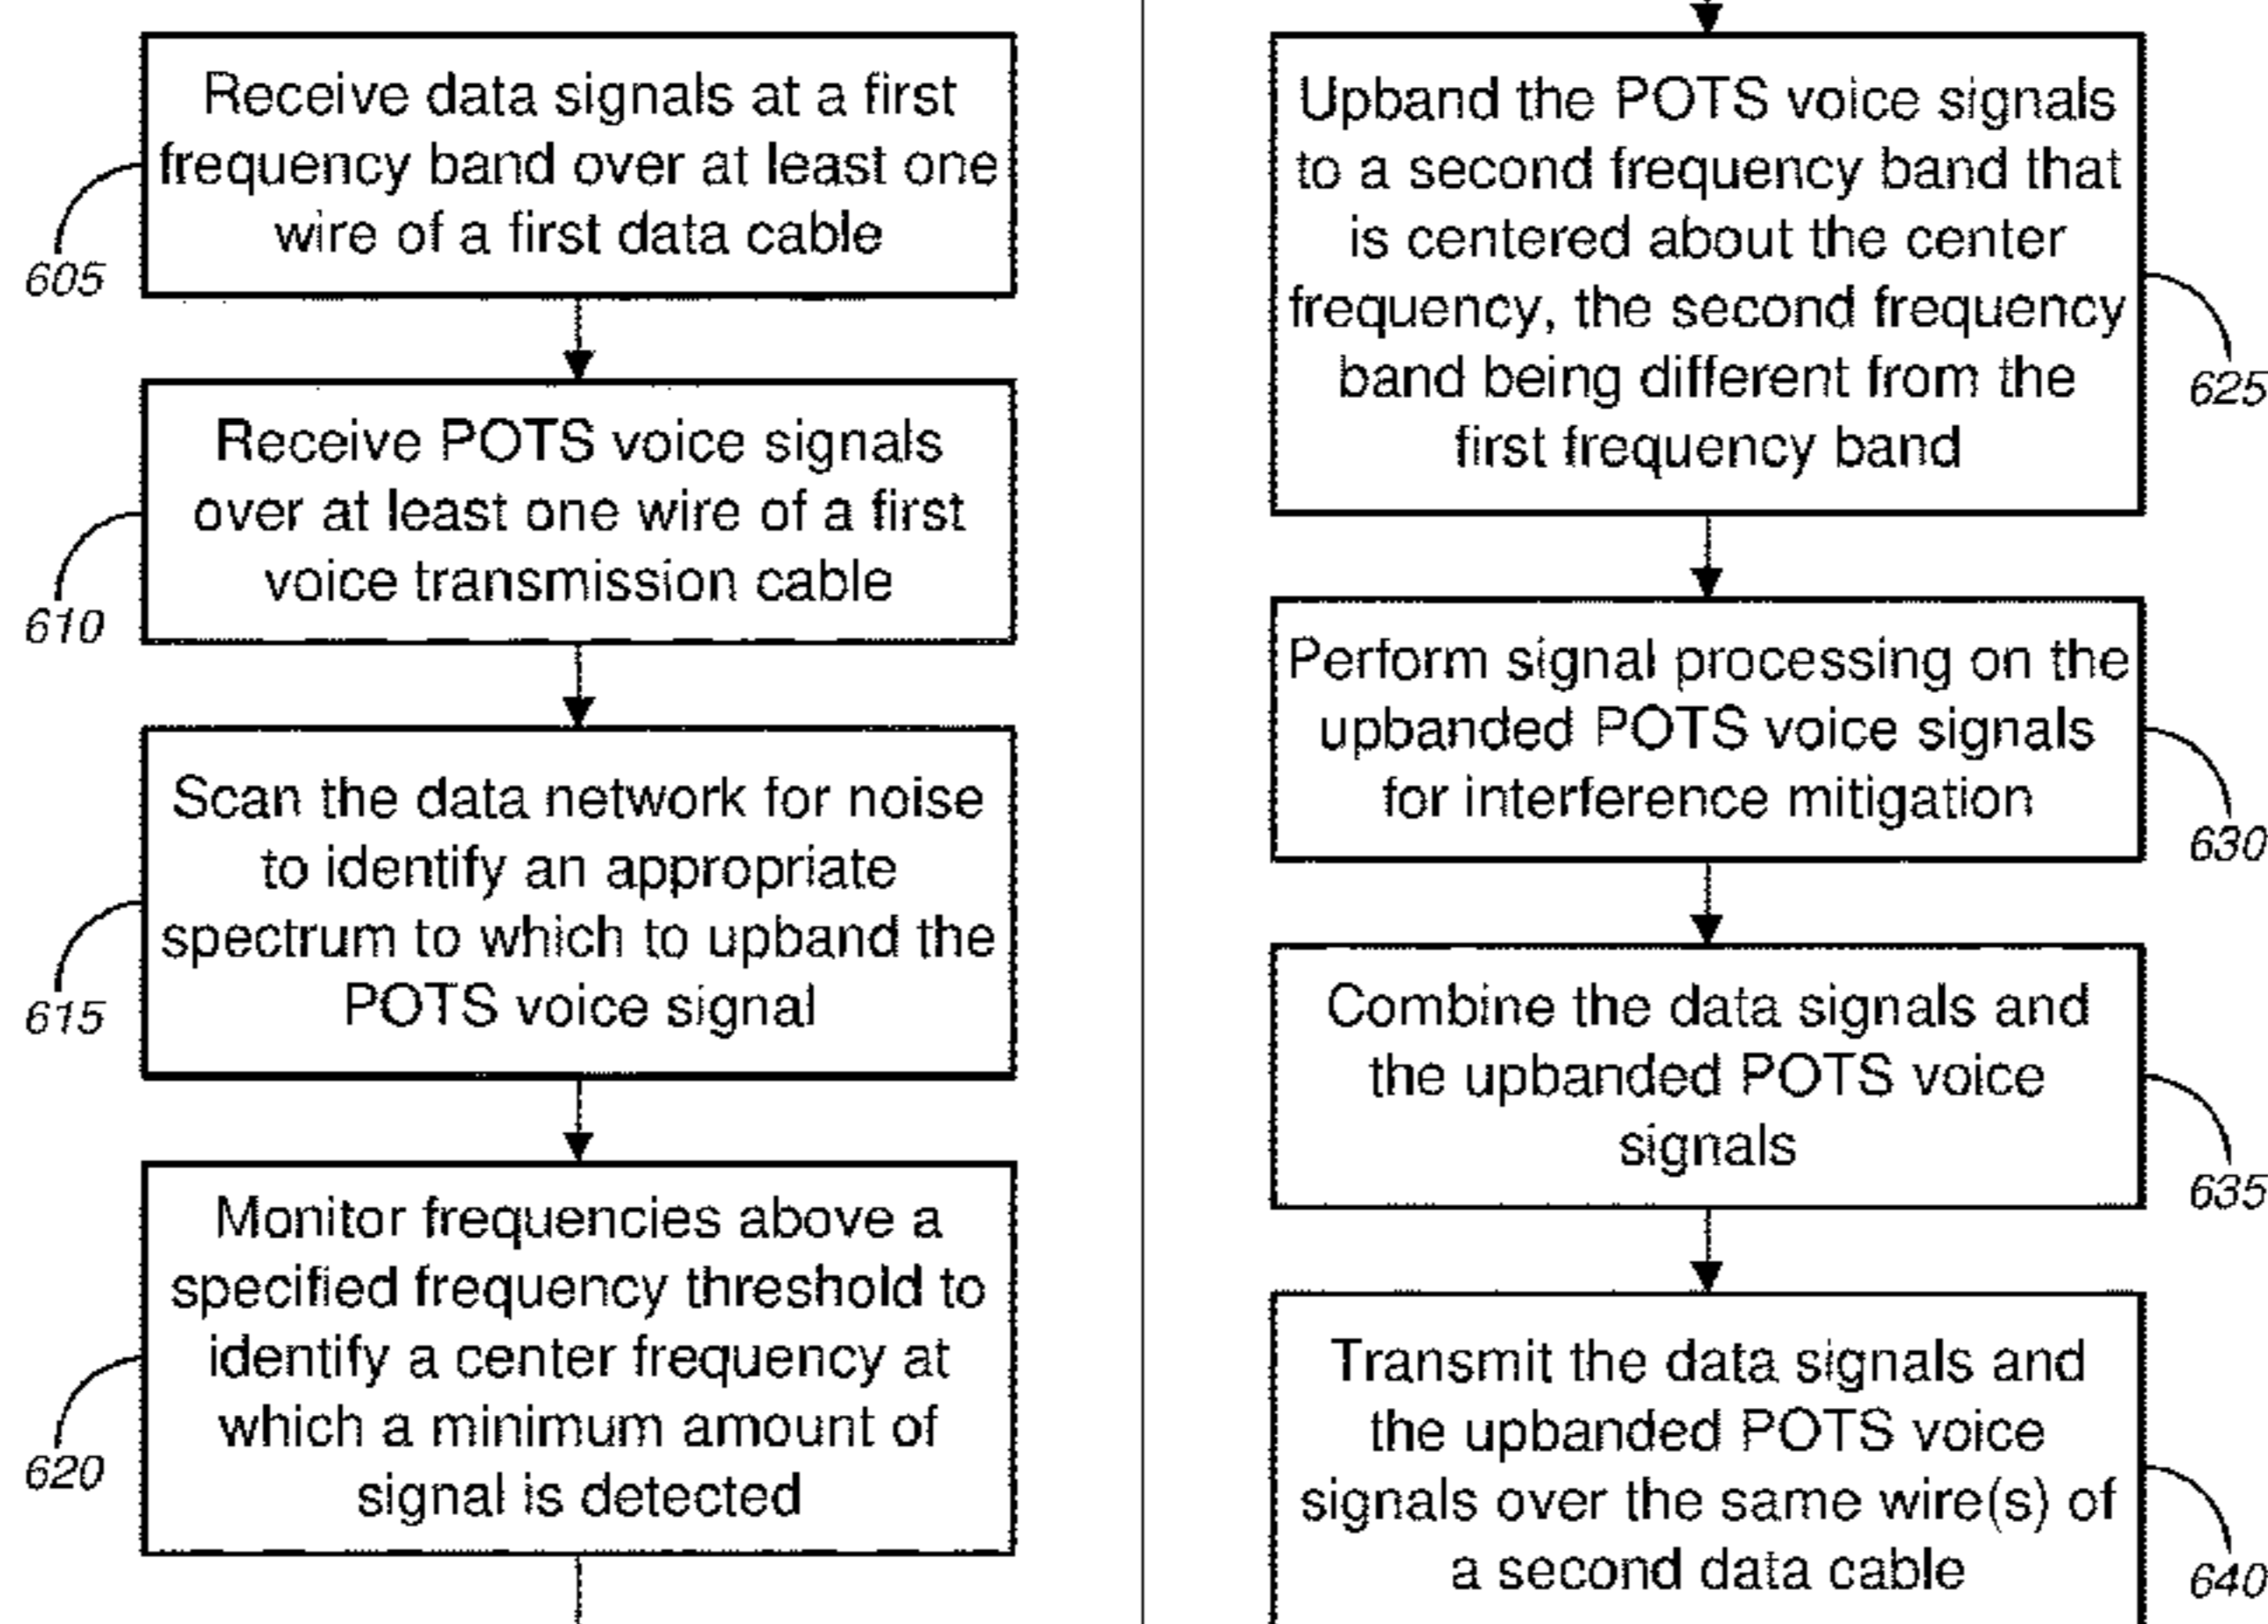 Receive data signals at a first
frequency band over at least one
wire of a first data cable
605
Receive POTS voice signals
over at least one wire of a first
voice transmission cable
610
Scan the data network for noise
to identify an appropriate
spectrum to which to upband the
POTS voice signal
615
Monitor frequencies above a
specified frequency threshold to
identify a center frequency at
which a minimum amount of
signal is detected
620
Upband the POTS voice signals
to a second frequency band that
is centered about the center
frequency, the second frequency
band being different from the
first frequency band
625
Perform signal processing on the
upbanded POTS voice signals
for interference mitigation
630
Combine the data signals and
the upbanded POTS voice
signals
635
Transmit the data signals and
the upbanded POTS voice
signals over the same wire(s) of
a second data cable
640